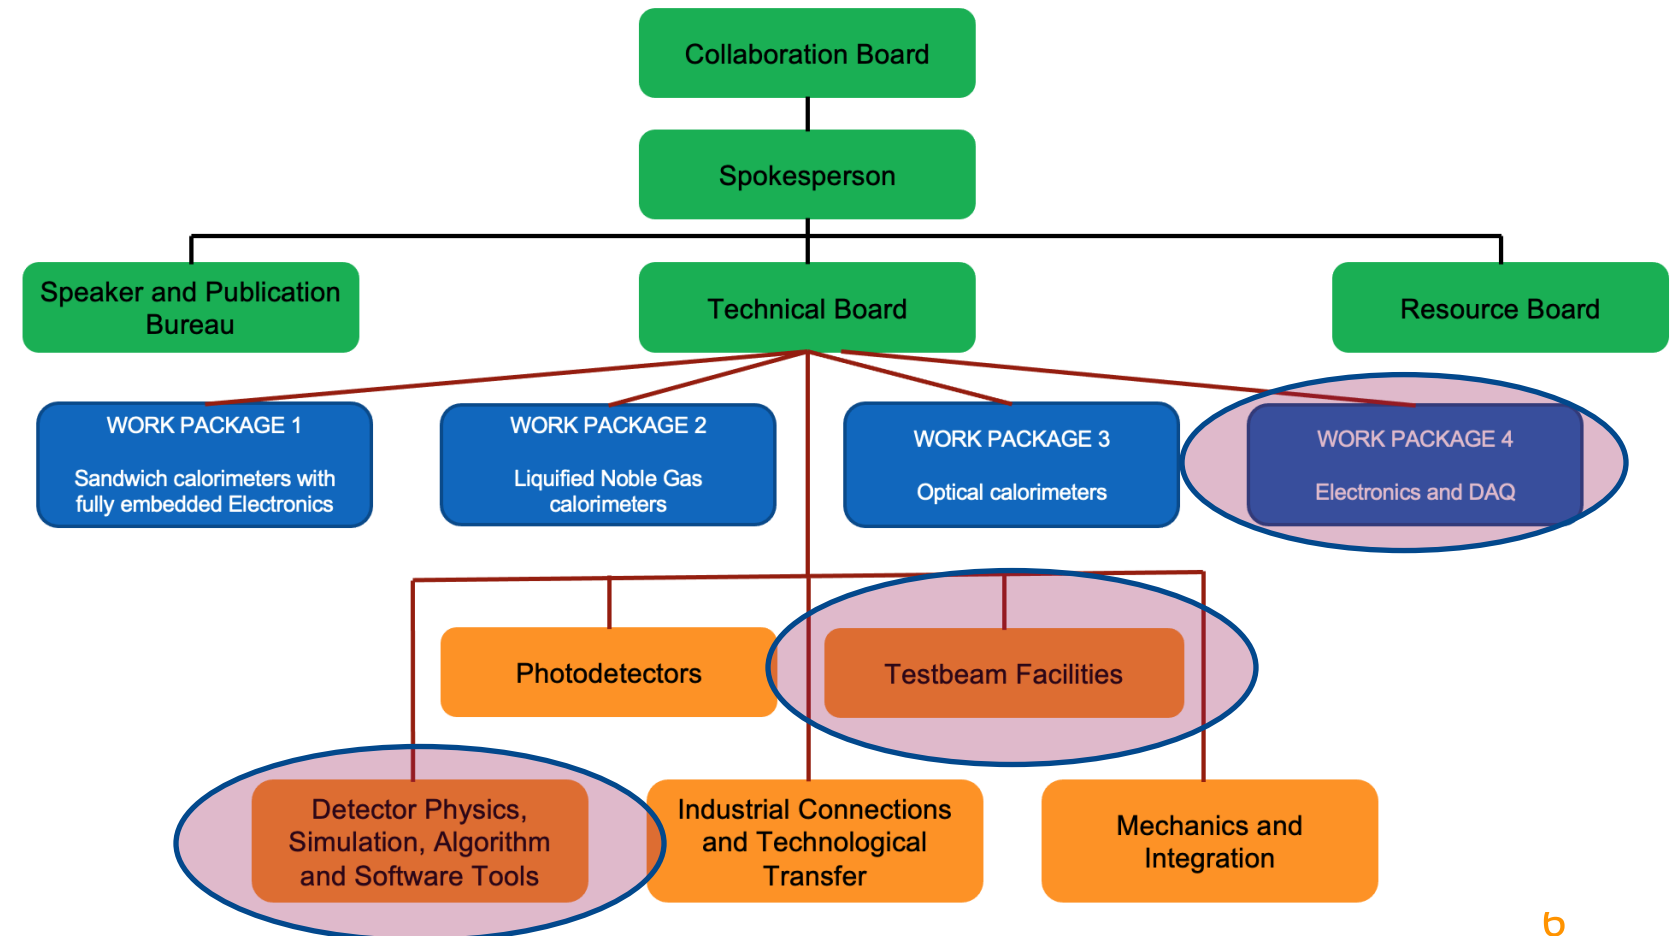 Collaboration Board
Spokesperson
Speaker and Publication
Bureau
Technical Board
Resource Board
WORK PACKAGE 1
Sandwich calorimeters with
fully embedded Electronics
WORK PACKAGE 2
Liquified Noble Gas
calorimeters
WORK PACKAGE 3
Optical calorimeters
WORK PACKAGE 4
Electronics and DAQ
Photodetectors
Testbeam Facilities
Detector Physics,
Simulation, Algorithm
and Software Tools
Industrial Connections
and Technological
Transfer
Mechanics and
Integration
6